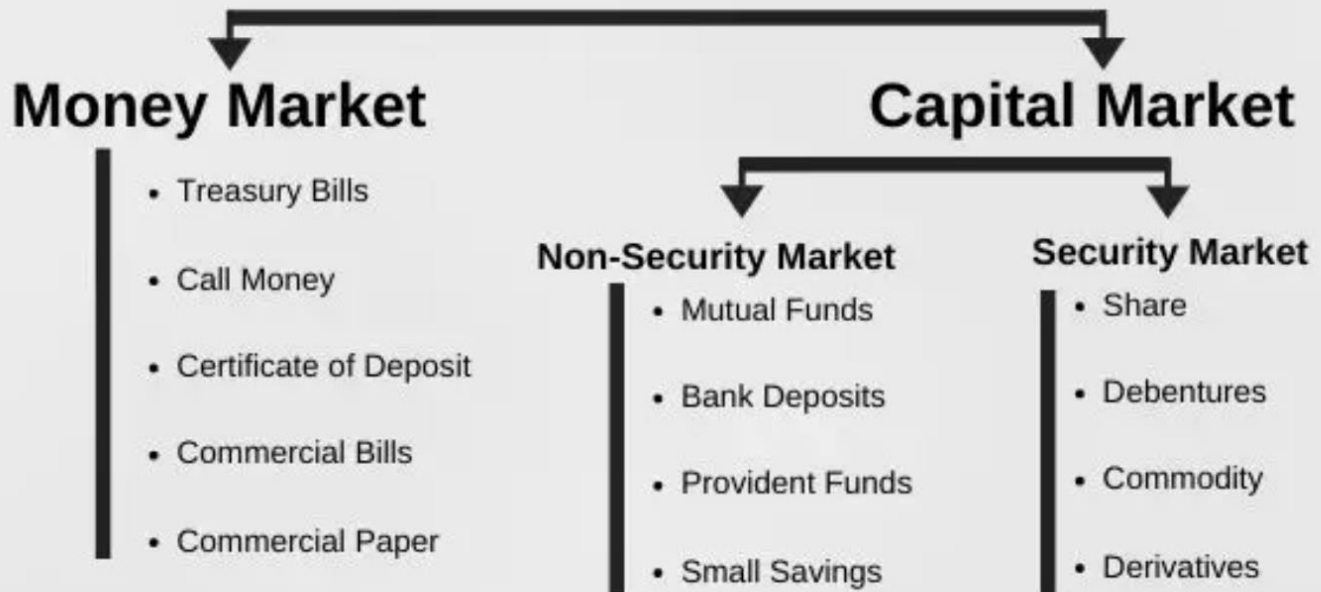 Money Market
Treasury Bills
Call Money
Certificate of Deposit
Commercial Bills
Commercial Paper
Capital Market
Non-Security Market
Mutual Funds
Bank Deposits
Provident Funds
Small Savings
Security Market
Share
Debentures
Commodity
Derivatives